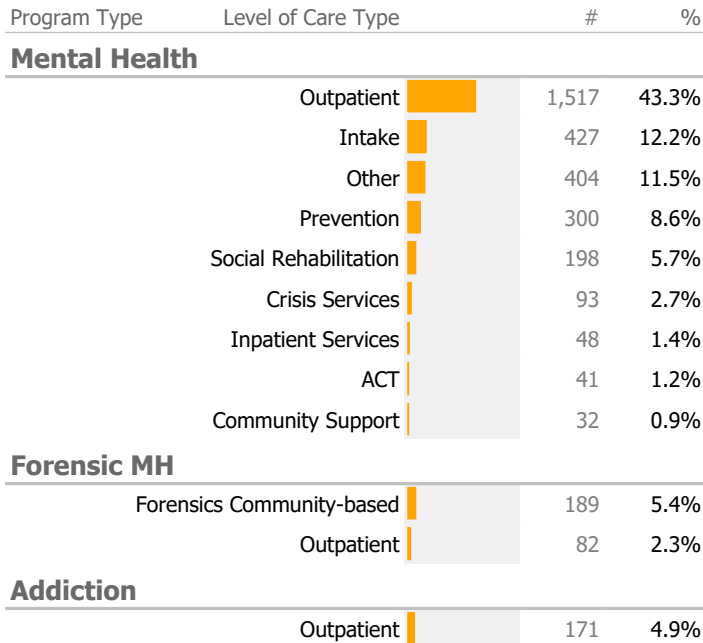 Program Type Level of Care Type # %
Mental Health
Outpatient 1,517 43.3%
Intake 427 12.2%
Other 404 11.5%
Prevention 300 8.6%
Social Rehabilitation 198 5.7%
Crisis Services 93 2.7%
Inpatient Services 48 1.4%
ACT 41 1.2%
Community Support 32 0.9%
Forensic MH
Forensics Community-based 189 5.4%
Outpatient 82 2.3%
Addiction
Outpatient 171 4.9%